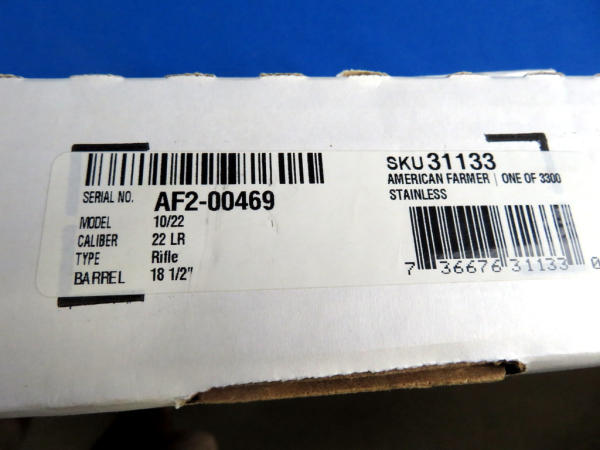 SERIAL NO. AF2-00469
MODEL 10/22
CALIBER 22 LR
TYPE Rifle
BARREL 18 1/2"
SKU 31133
AMERICAN FARMER | ONE OF 3300
STAINLESS
7 36676 31133 0